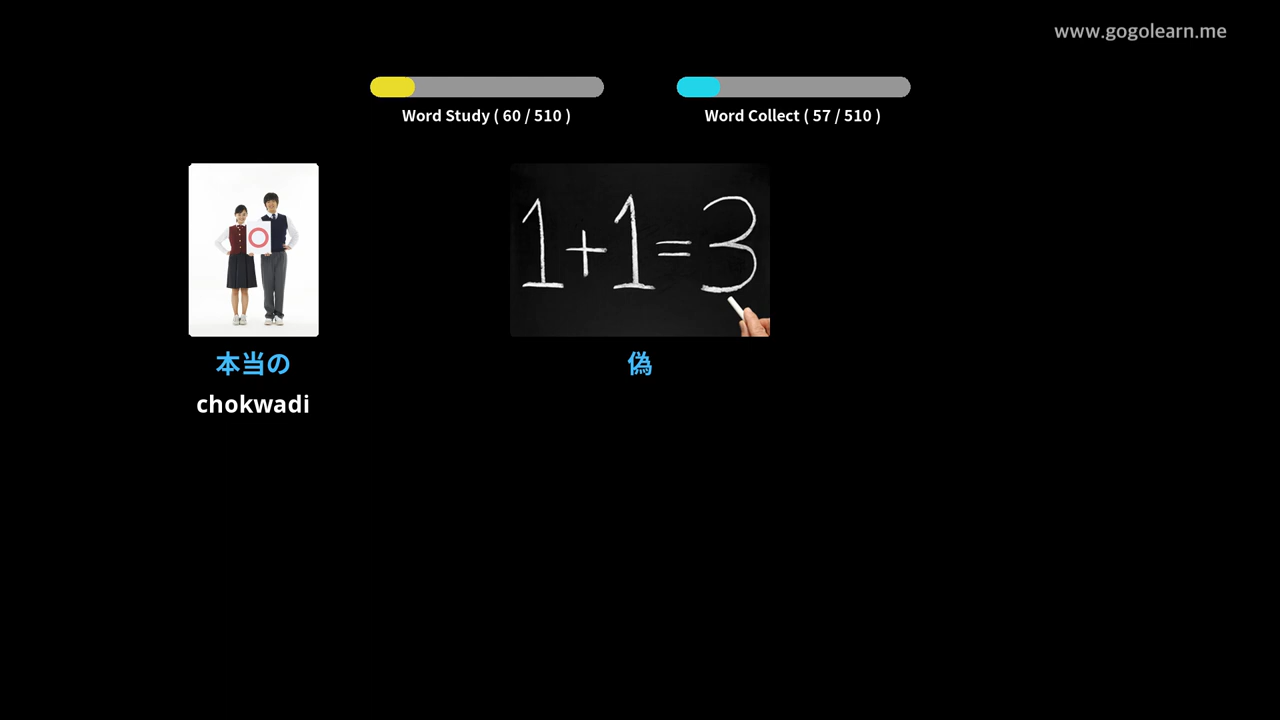 www.gogolearn.me
Word Study ( 60 / 510 )
Word Collect ( 57 / 510 )
1+1=3
本当の
偽
chokwadi